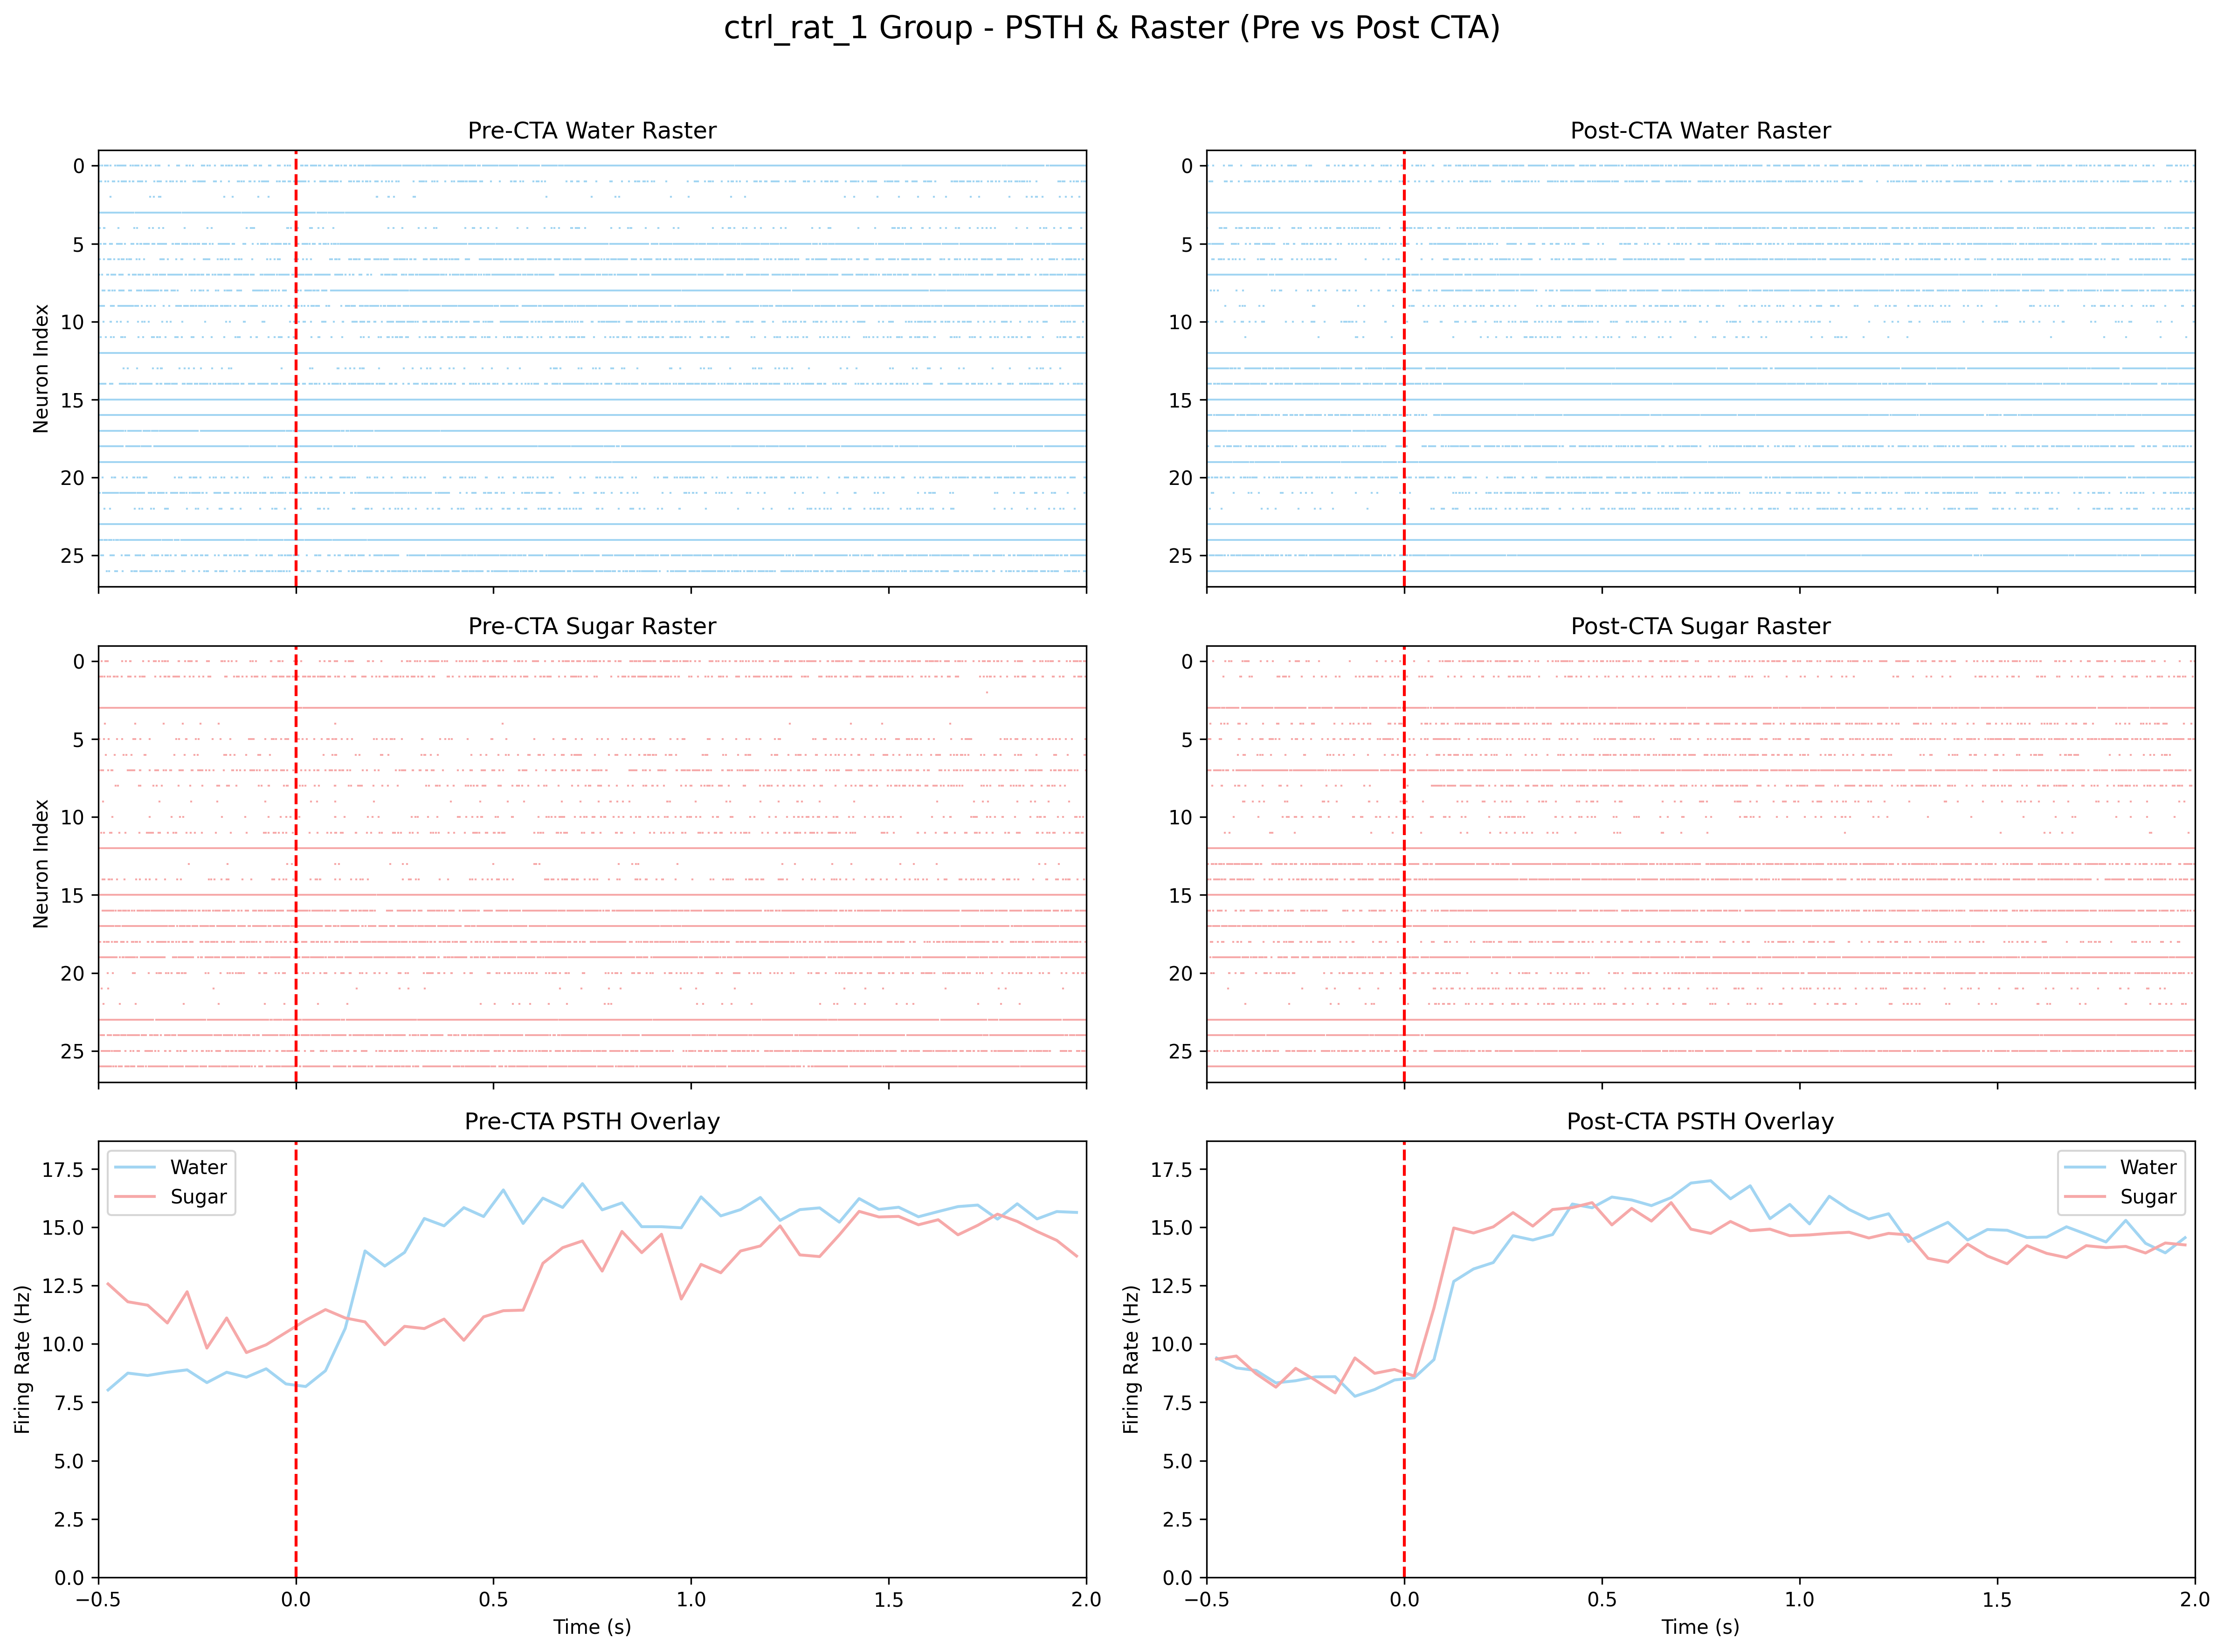 ctrl_rat_1 Group - PSTH & Raster (Pre vs Post CTA)
Pre-CTA Water Raster
Neuron Index
0
5
10
15
20
25
Post-CTA Water Raster
0
5
10
15
20
25
Pre-CTA Sugar Raster
Neuron Index
0
5
10
15
20
25
Post-CTA Sugar Raster
0
5
10
15
20
25
Pre-CTA PSTH Overlay
Firing Rate (Hz)
17.5
15.0
12.5
10.0
7.5
5.0
2.5
0.0
Water
Sugar
−0.5 0.0 0.5 1.0 1.5 2.0
Time (s)
Post-CTA PSTH Overlay
Firing Rate (Hz)
17.5
15.0
12.5
10.0
7.5
5.0
2.5
0.0
Water
Sugar
−0.5 0.0 0.5 1.0 1.5 2.0
Time (s)